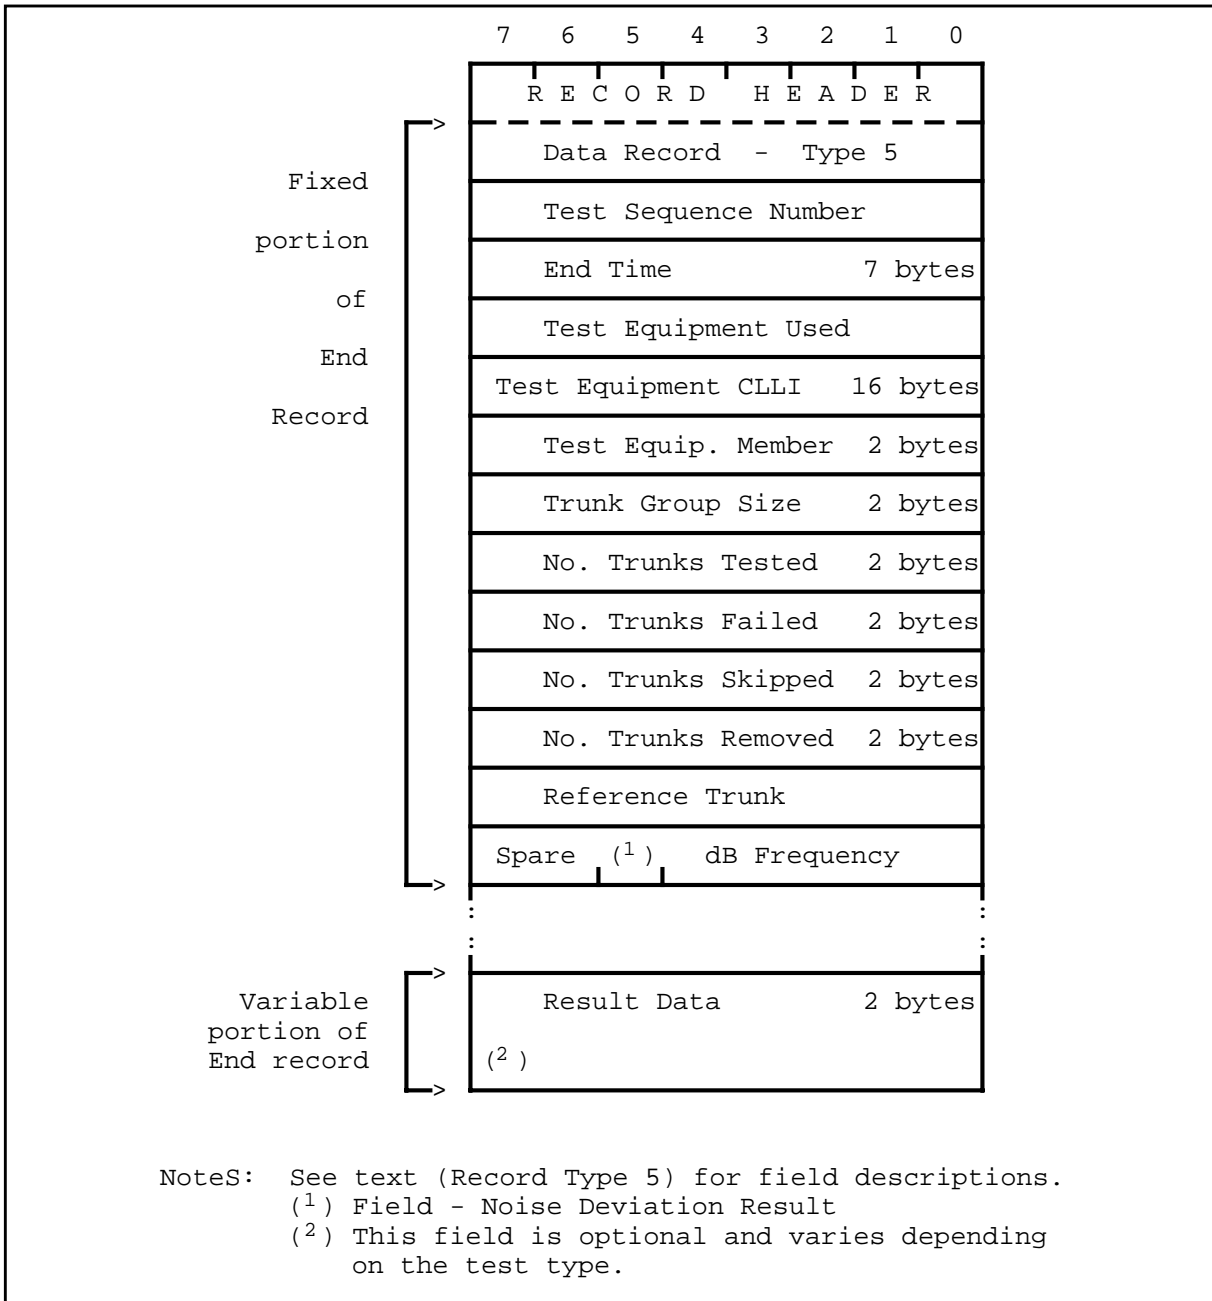 7 6 5 4 3 2 1 0
R E C O R D H E A D E R
>
Data Record - Type 5
Fixed
Test Sequence Number
portion
End Time 7 bytes
of
Test Equipment Used
End
Test Equipment CLLI 16 bytes
Record
Test Equip. Member 2 bytes
Trunk Group Size 2 bytes
No. Trunks Tested 2 bytes
No. Trunks Failed 2 bytes
No. Trunks Skipped 2 bytes
No. Trunks Removed 2 bytes
Reference Trunk
Spare (1) dB Frequency
>
: :
: :
>
Variable Result Data 2 bytes
portion of
End record (2)
>
NoteS: See text (Record Type 5) for field descriptions.
(1) Field - Noise Deviation Result
(2) This field is optional and varies depending
on the test type.